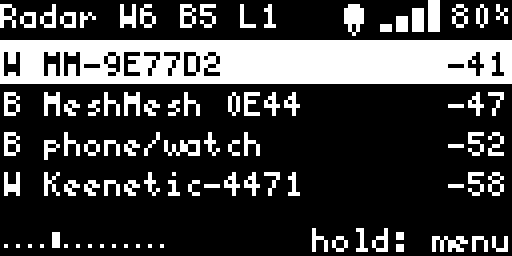 Radar W6 B5 L1 80%
W MM-9E77D2 -41
B MeshMesh 0E44 -47
B phone/watch -52
W Keenetic-4471 -58
hold: menu